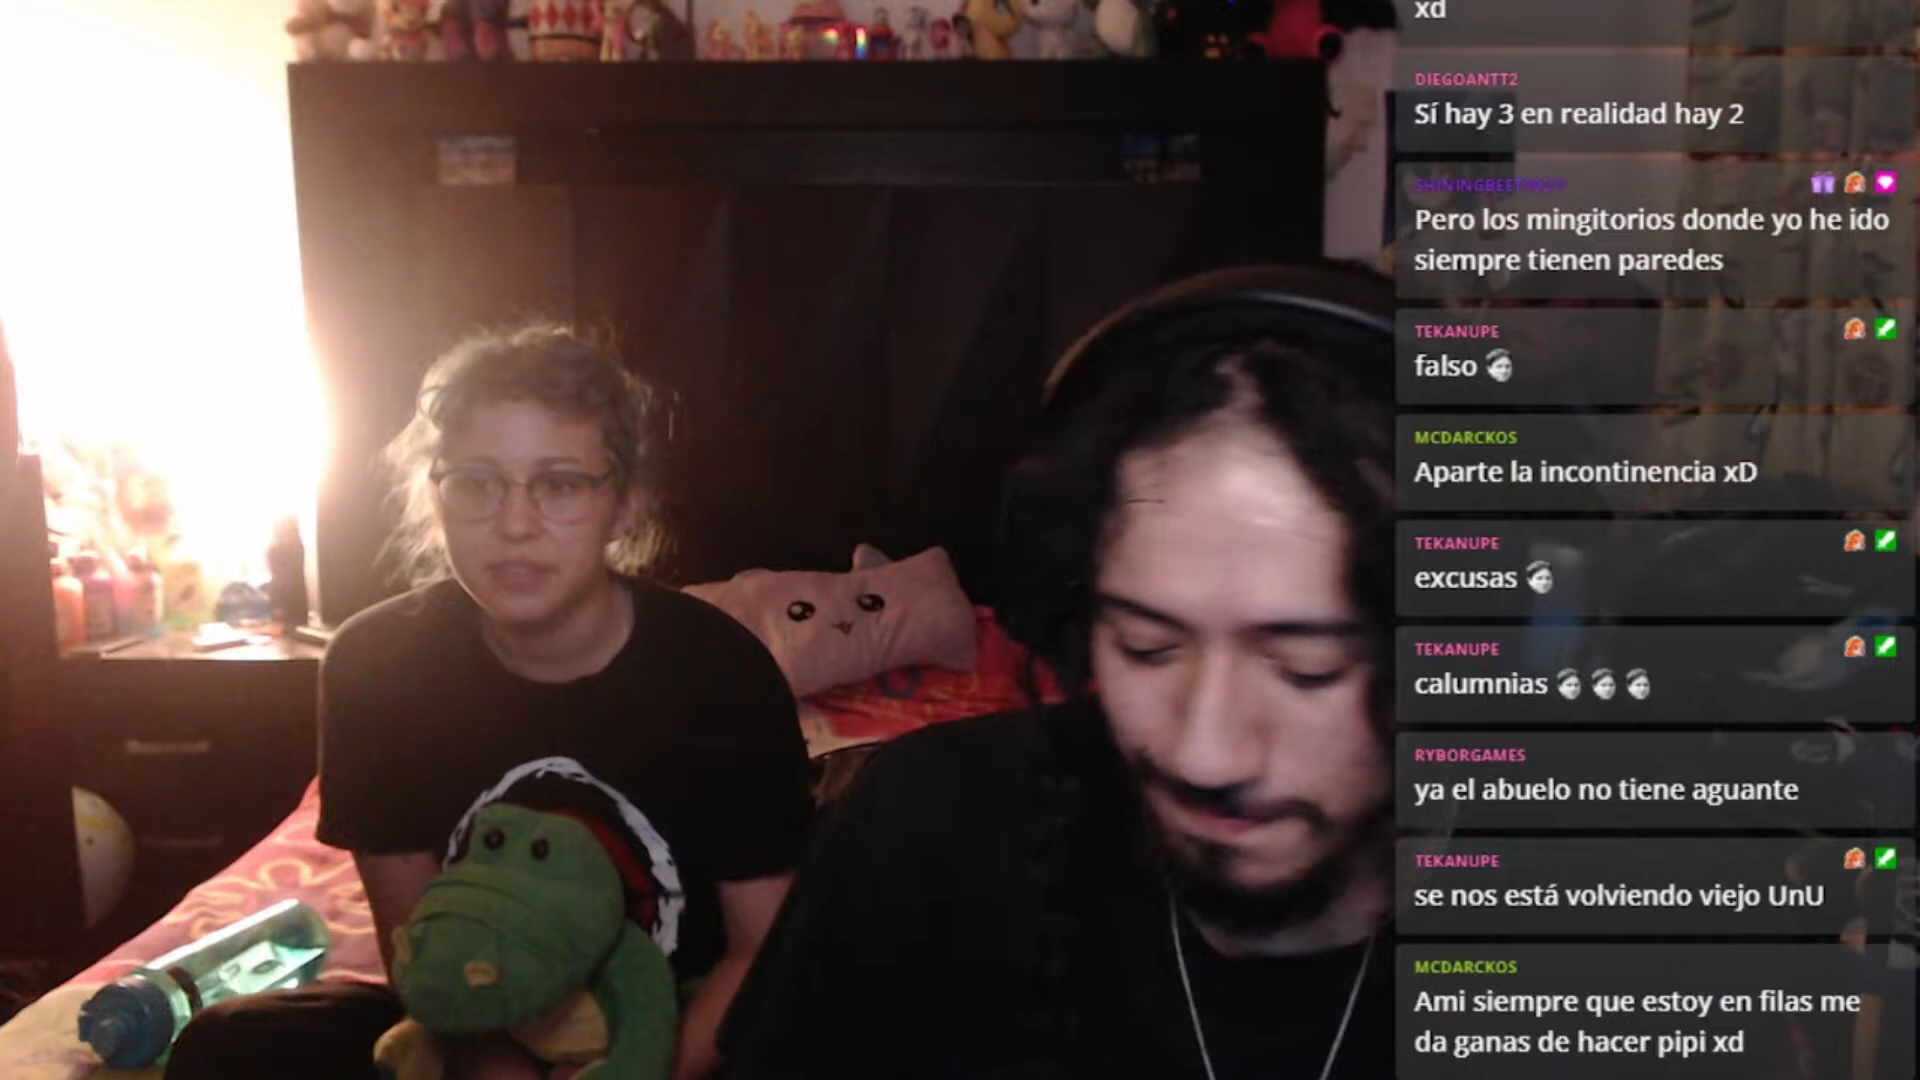 xd
DIEGOANTT2
Sí hay 3 en realidad hay 2
Pero los mingitorios donde yo he ido
siempre tienen paredes
TEKANUPE
falso
MCDARCKOS
Aparte la incontinencia xD
TEKANUPE
excusas
TEKANUPE
calumnias
RYBORGAMES
ya el abuelo no tiene aguante
TEKANUPE
se nos está volviendo viejo UnU
MCDARCKOS
Ami siempre que estoy en filas me
da ganas de hacer pipi xd